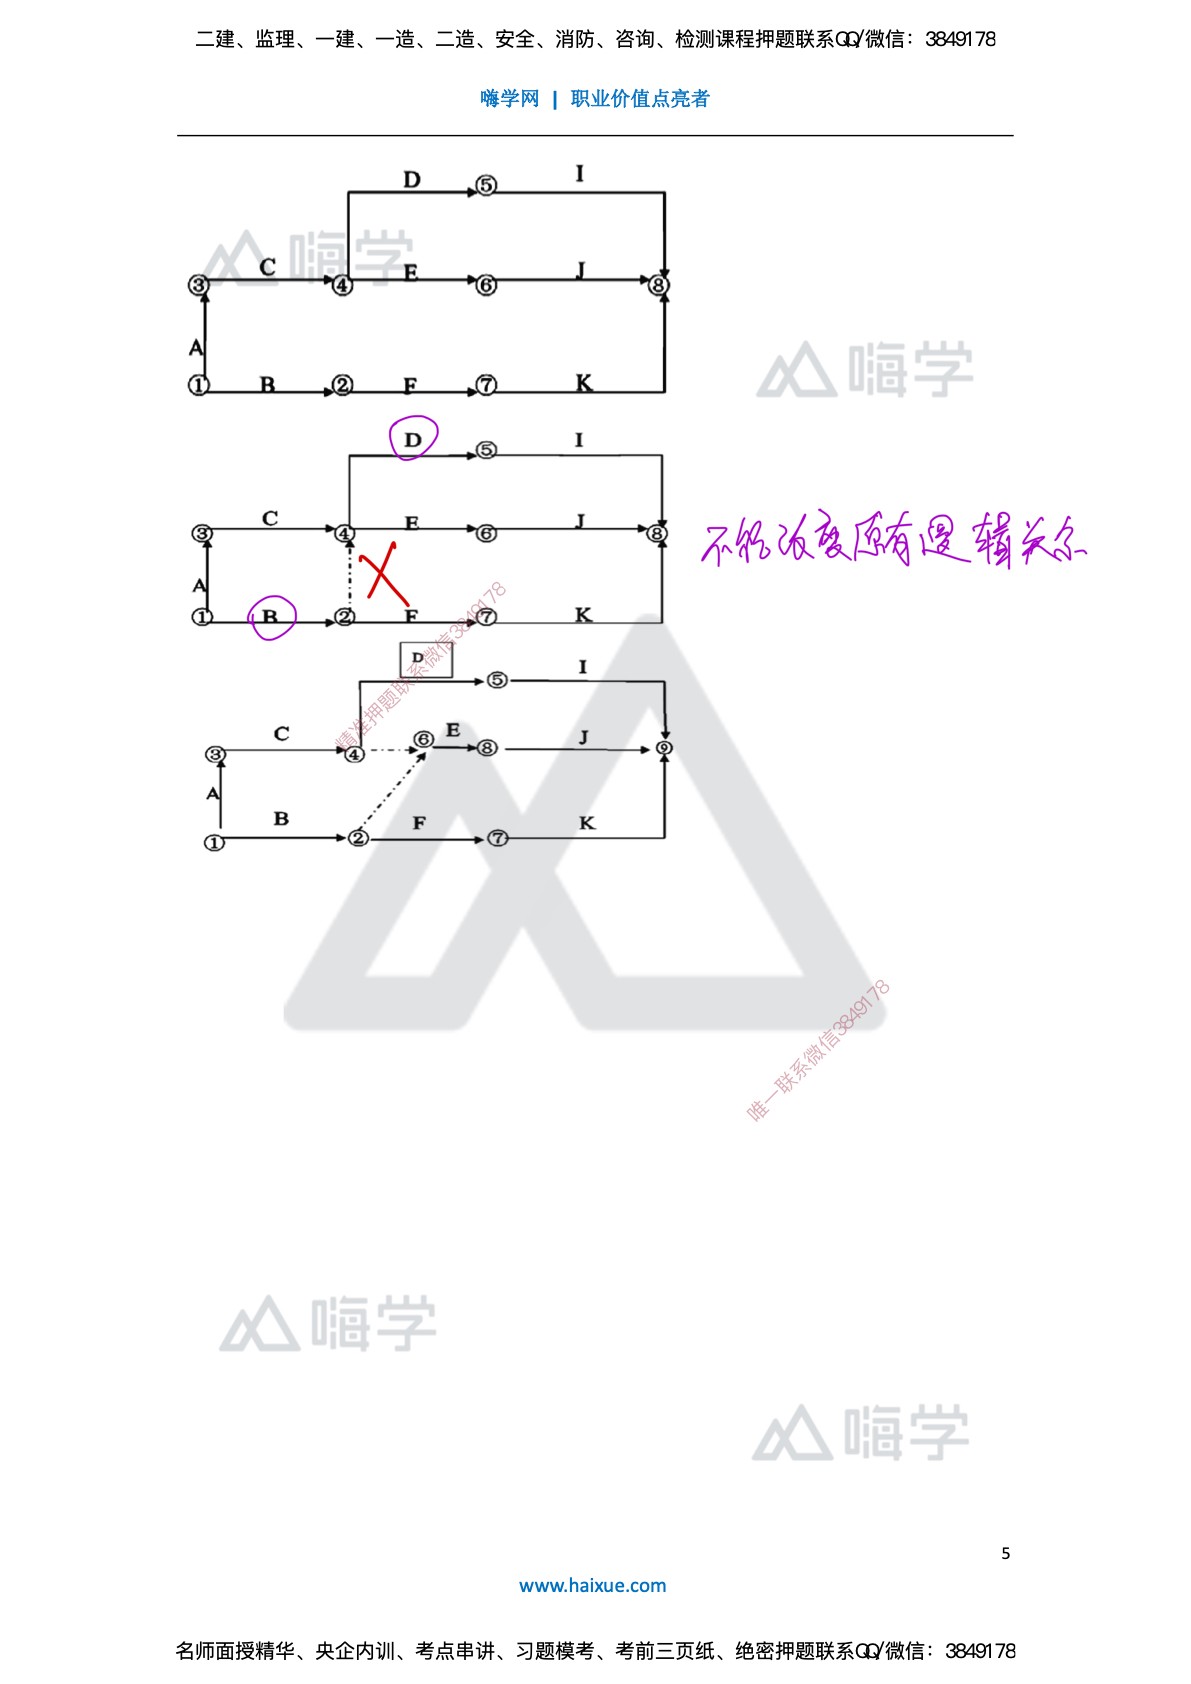 二建、监理、一建、一造、二造、安全、消防、咨询、检测课程押题联系QQ/微信：3849178
嗨学网 | 职业价值点亮者
D ⑤ I
嗨学
③ C ④ E ⑥ J ⑧
A
嗨学
① B ② F ⑦ K
D ⑤ I
③ C ④ E ⑥ J ⑧
不能改变原有逻辑关系
A
① B ② F ⑦ K
精准押题联系微信3849178
D ⑤ I
③ C ④ ⑥ E ⑧ J ⑨
A
① B ② F ⑦ K
唯一联系微信3849178
嗨学
嗨学
5
www.haixue.com
名师面授精华、央企内训、考点串讲、习题模考、考前三页纸、绝密押题联系QQ/微信：3849178